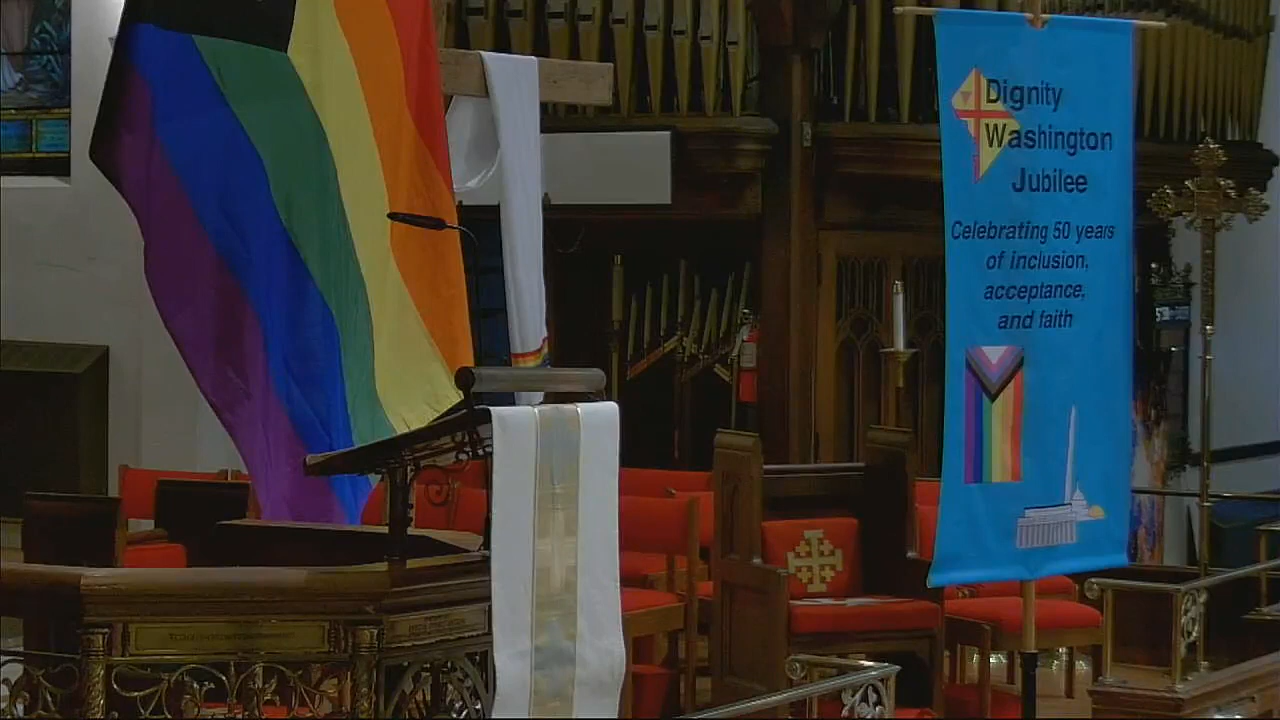 Dignity
Washington
Jubilee
Celebrating 50 years
of inclusion,
acceptance,
and faith